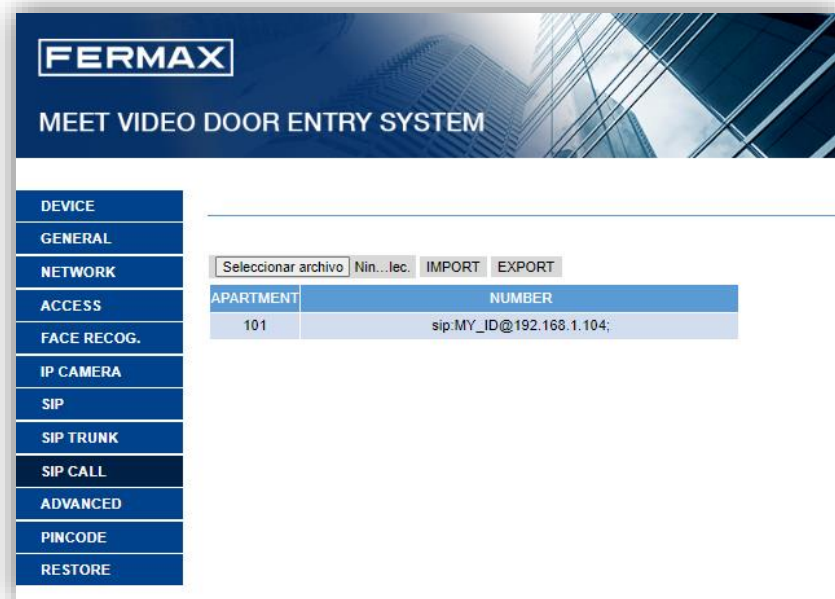 FERMAX
MEET VIDEO DOOR ENTRY SYSTEM
DEVICE
GENERAL
NETWORK
ACCESS
FACE RECOG.
IP CAMERA
SIP
SIP TRUNK
SIP CALL
ADVANCED
PINCODE
RESTORE
Seleccionar archivo Nin...lec. IMPORT EXPORT
APARTMENT NUMBER
101 sip:MY_ID@192.168.1.104;